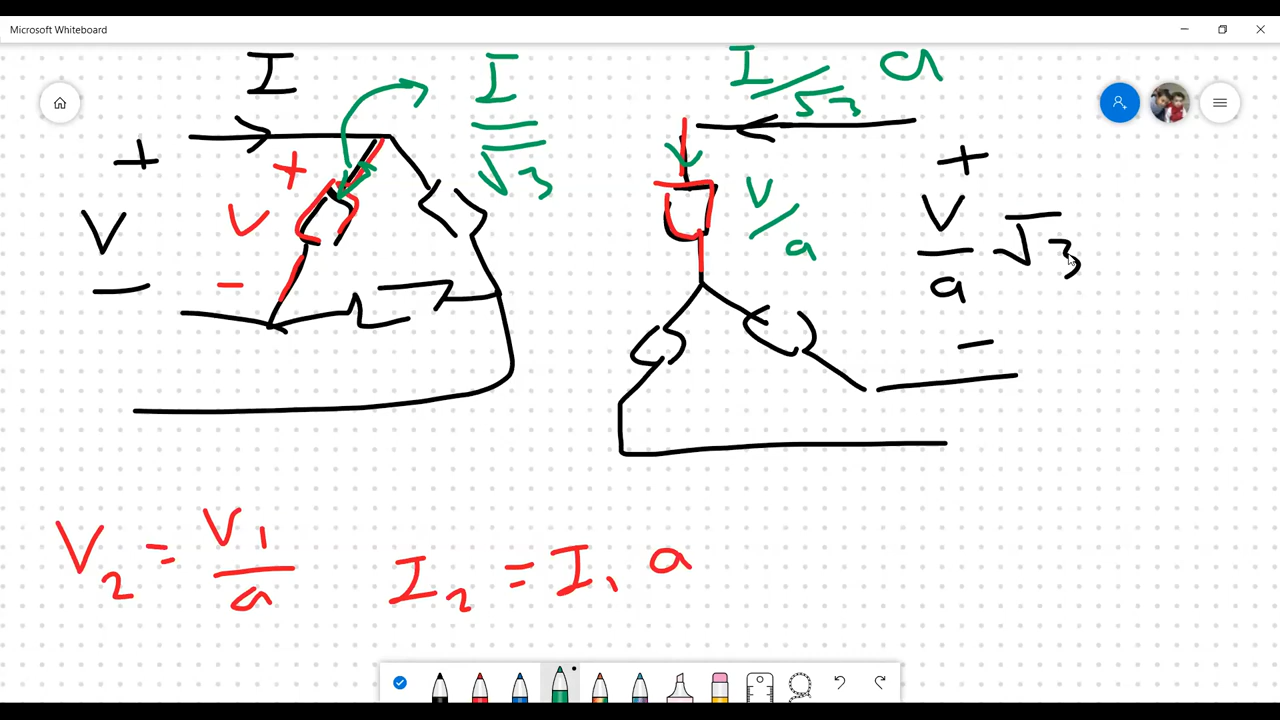 Microsoft Whiteboard
I
I/√3
I/√3 a
+
+
V
V
-
-
V/a
+
V/a √3
-
V₂ = V₁/a
I₂ = I₁ a